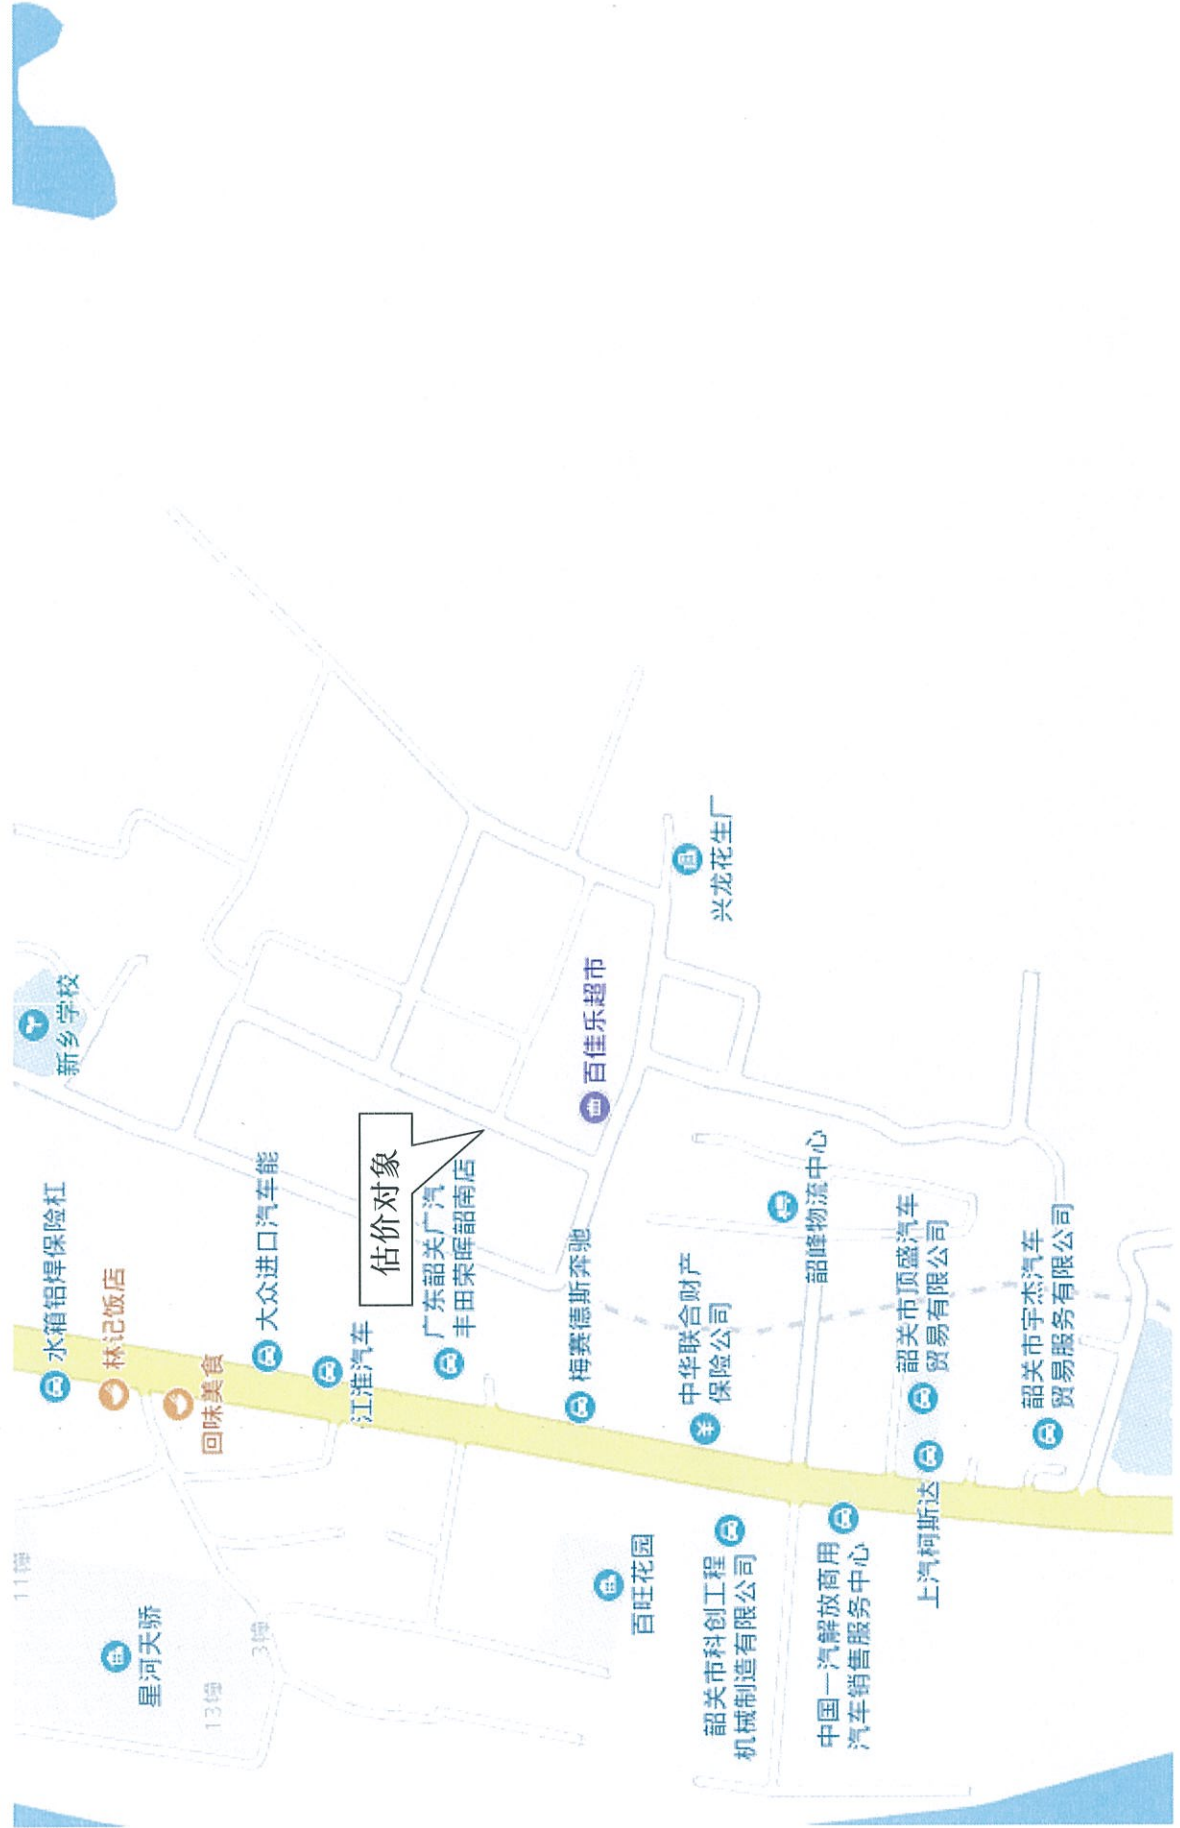 11幢
新乡学校
水箱铝焊保险杠
林记饭店
星河天骄
13幢
回味美食
3幢
大众进口汽车能
江淮汽车
估价对象
广东韶关广汽
丰田荣晖韶南店
梅赛德斯奔驰
百佳乐超市
百旺花园
中华联合财产
保险公司
兴龙花生厂
韶关市科创工程
机械制造有限公司
韶峰物流中心
中国一汽解放商用
汽车销售服务中心
韶关市顶盛汽车
贸易有限公司
上汽柯斯达
韶关市宇杰汽车
贸易服务有限公司